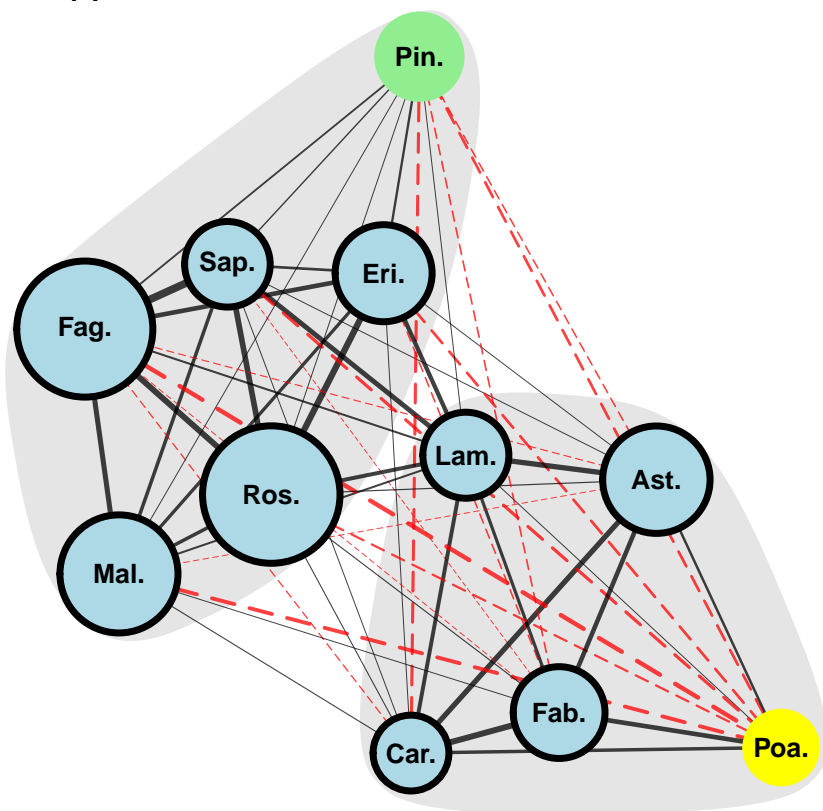 Pin.
Sap.
Eri.
Fag.
Lam.
Ast.
Ros.
Mal.
Fab.
Car.
Poa.